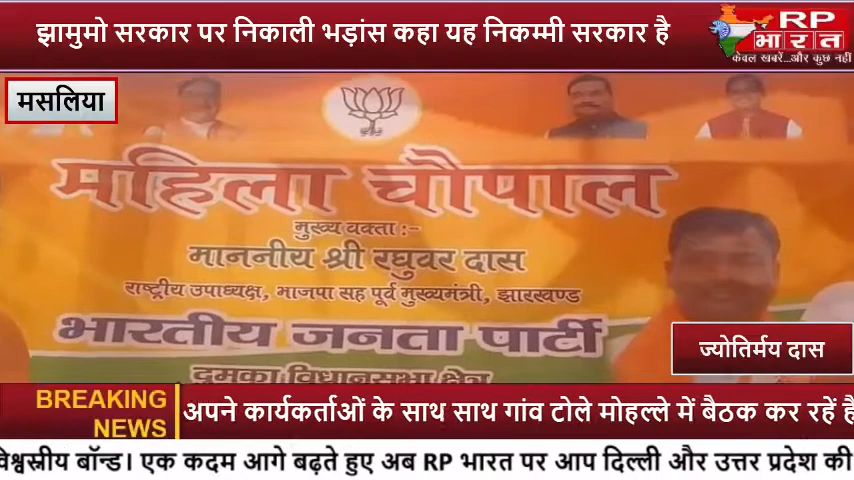 झामुमो सरकार पर निकाली भड़ांस कहा यह निकम्मी सरकार है
RP
भारत
केवल खबरें...और कुछ नहीं
मसलिया
महिला चौपाल
मुख्य वक्ता :-
माननीय श्री रघुवर दास
राष्ट्रीय उपाध्यक्ष, भाजपा सह पूर्व मुख्यमंत्री, झारखण्ड
भारतीय जनता पार्टी
दुमका विधानसभा क्षेत्र
ज्योतिर्मय दास
BREAKING
NEWS
अपने कार्यकर्ताओं के साथ साथ गांव टोले मोहल्ले में बैठक कर रहें हैं
बॉन्ड। एक कदम आगे बढ़ते हुए अब RP भारत पर आप दिल्ली और उत्तर प्रदेश की